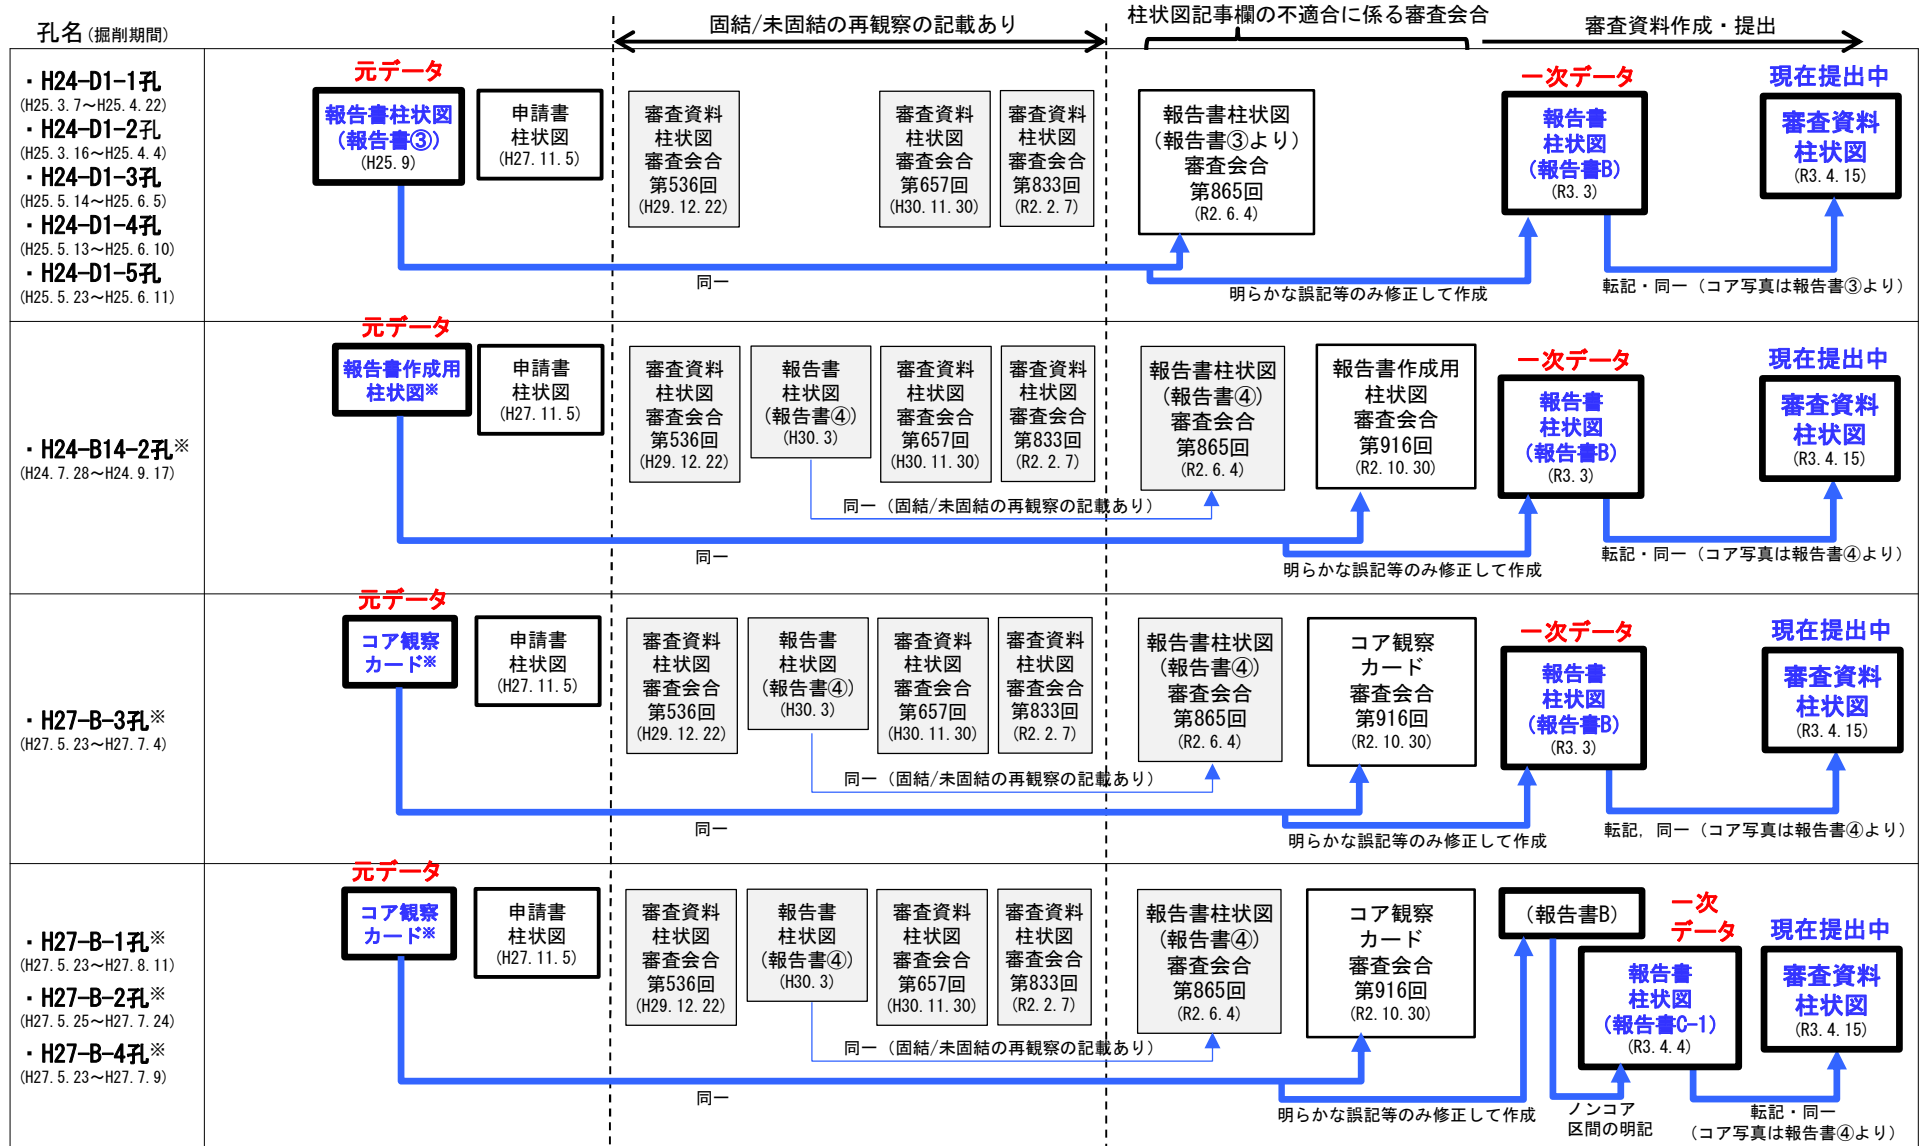 孔名(掘削期間)
固結/未固結の再観察の記載あり
柱状図記事欄の不適合に係る審査会合
審査資料作成・提出
・H24-D1-1孔
(H25.3.7～H25.4.22)
・H24-D1-2孔
(H25.3.16～H25.4.4)
・H24-D1-3孔
(H25.5.14～H25.6.5)
・H24-D1-4孔
(H25.5.13～H25.6.10)
・H24-D1-5孔
(H25.5.23～H25.6.11)
元データ
報告書柱状図
(報告書③)
(H25.9)
申請書
柱状図
(H27.11.5)
審査資料
柱状図
審査会合
第536回
(H29.12.22)
審査資料
柱状図
審査会合
第657回
(H30.11.30)
審査資料
柱状図
審査会合
第833回
(R2.2.7)
報告書柱状図
(報告書③より)
審査会合
第865回
(R2.6.4)
一次データ
報告書
柱状図
(報告書B)
(R3.3)
現在提出中
審査資料
柱状図
(R3.4.15)
同一
明らかな誤記等のみ修正して作成
転記・同一（コア写真は報告書③より）
・H24-B14-2孔※
(H24.7.28～H24.9.17)
元データ
報告書作成用
柱状図※
申請書
柱状図
(H27.11.5)
審査資料
柱状図
審査会合
第536回
(H29.12.22)
報告書
柱状図
(報告書④)
(H30.3)
審査資料
柱状図
審査会合
第657回
(H30.11.30)
審査資料
柱状図
審査会合
第833回
(R2.2.7)
報告書柱状図
(報告書④)
審査会合
第865回
(R2.6.4)
報告書作成用
柱状図
審査会合
第916回
(R2.10.30)
一次データ
報告書
柱状図
(報告書B)
(R3.3)
現在提出中
審査資料
柱状図
(R3.4.15)
同一（固結/未固結の再観察の記載あり）
同一
明らかな誤記等のみ修正して作成
転記・同一（コア写真は報告書④より）
・H27-B-3孔※
(H27.5.23～H27.7.4)
元データ
コア観察
カード※
申請書
柱状図
(H27.11.5)
審査資料
柱状図
審査会合
第536回
(H29.12.22)
報告書
柱状図
(報告書④)
(H30.3)
審査資料
柱状図
審査会合
第657回
(H30.11.30)
審査資料
柱状図
審査会合
第833回
(R2.2.7)
報告書柱状図
(報告書④)
審査会合
第865回
(R2.6.4)
コア観察
カード
審査会合
第916回
(R2.10.30)
一次データ
報告書
柱状図
(報告書B)
(R3.3)
現在提出中
審査資料
柱状図
(R3.4.15)
同一（固結/未固結の再観察の記載あり）
同一
明らかな誤記等のみ修正して作成
転記, 同一（コア写真は報告書④より）
・H27-B-1孔※
(H27.5.23～H27.8.11)
・H27-B-2孔※
(H27.5.25～H27.7.24)
・H27-B-4孔※
(H27.5.23～H27.7.9)
元データ
コア観察
カード※
申請書
柱状図
(H27.11.5)
審査資料
柱状図
審査会合
第536回
(H29.12.22)
報告書
柱状図
(報告書④)
(H30.3)
審査資料
柱状図
審査会合
第657回
(H30.11.30)
審査資料
柱状図
審査会合
第833回
(R2.2.7)
報告書柱状図
(報告書④)
審査会合
第865回
(R2.6.4)
コア観察
カード
審査会合
第916回
(R2.10.30)
(報告書B)
一次
データ
報告書
柱状図
(報告書C-1)
(R3.4.4)
現在提出中
審査資料
柱状図
(R3.4.15)
同一（固結/未固結の再観察の記載あり）
同一
明らかな誤記等のみ修正して作成
ノンコア
区間の明記
転記・同一
（コア写真は報告書④より）